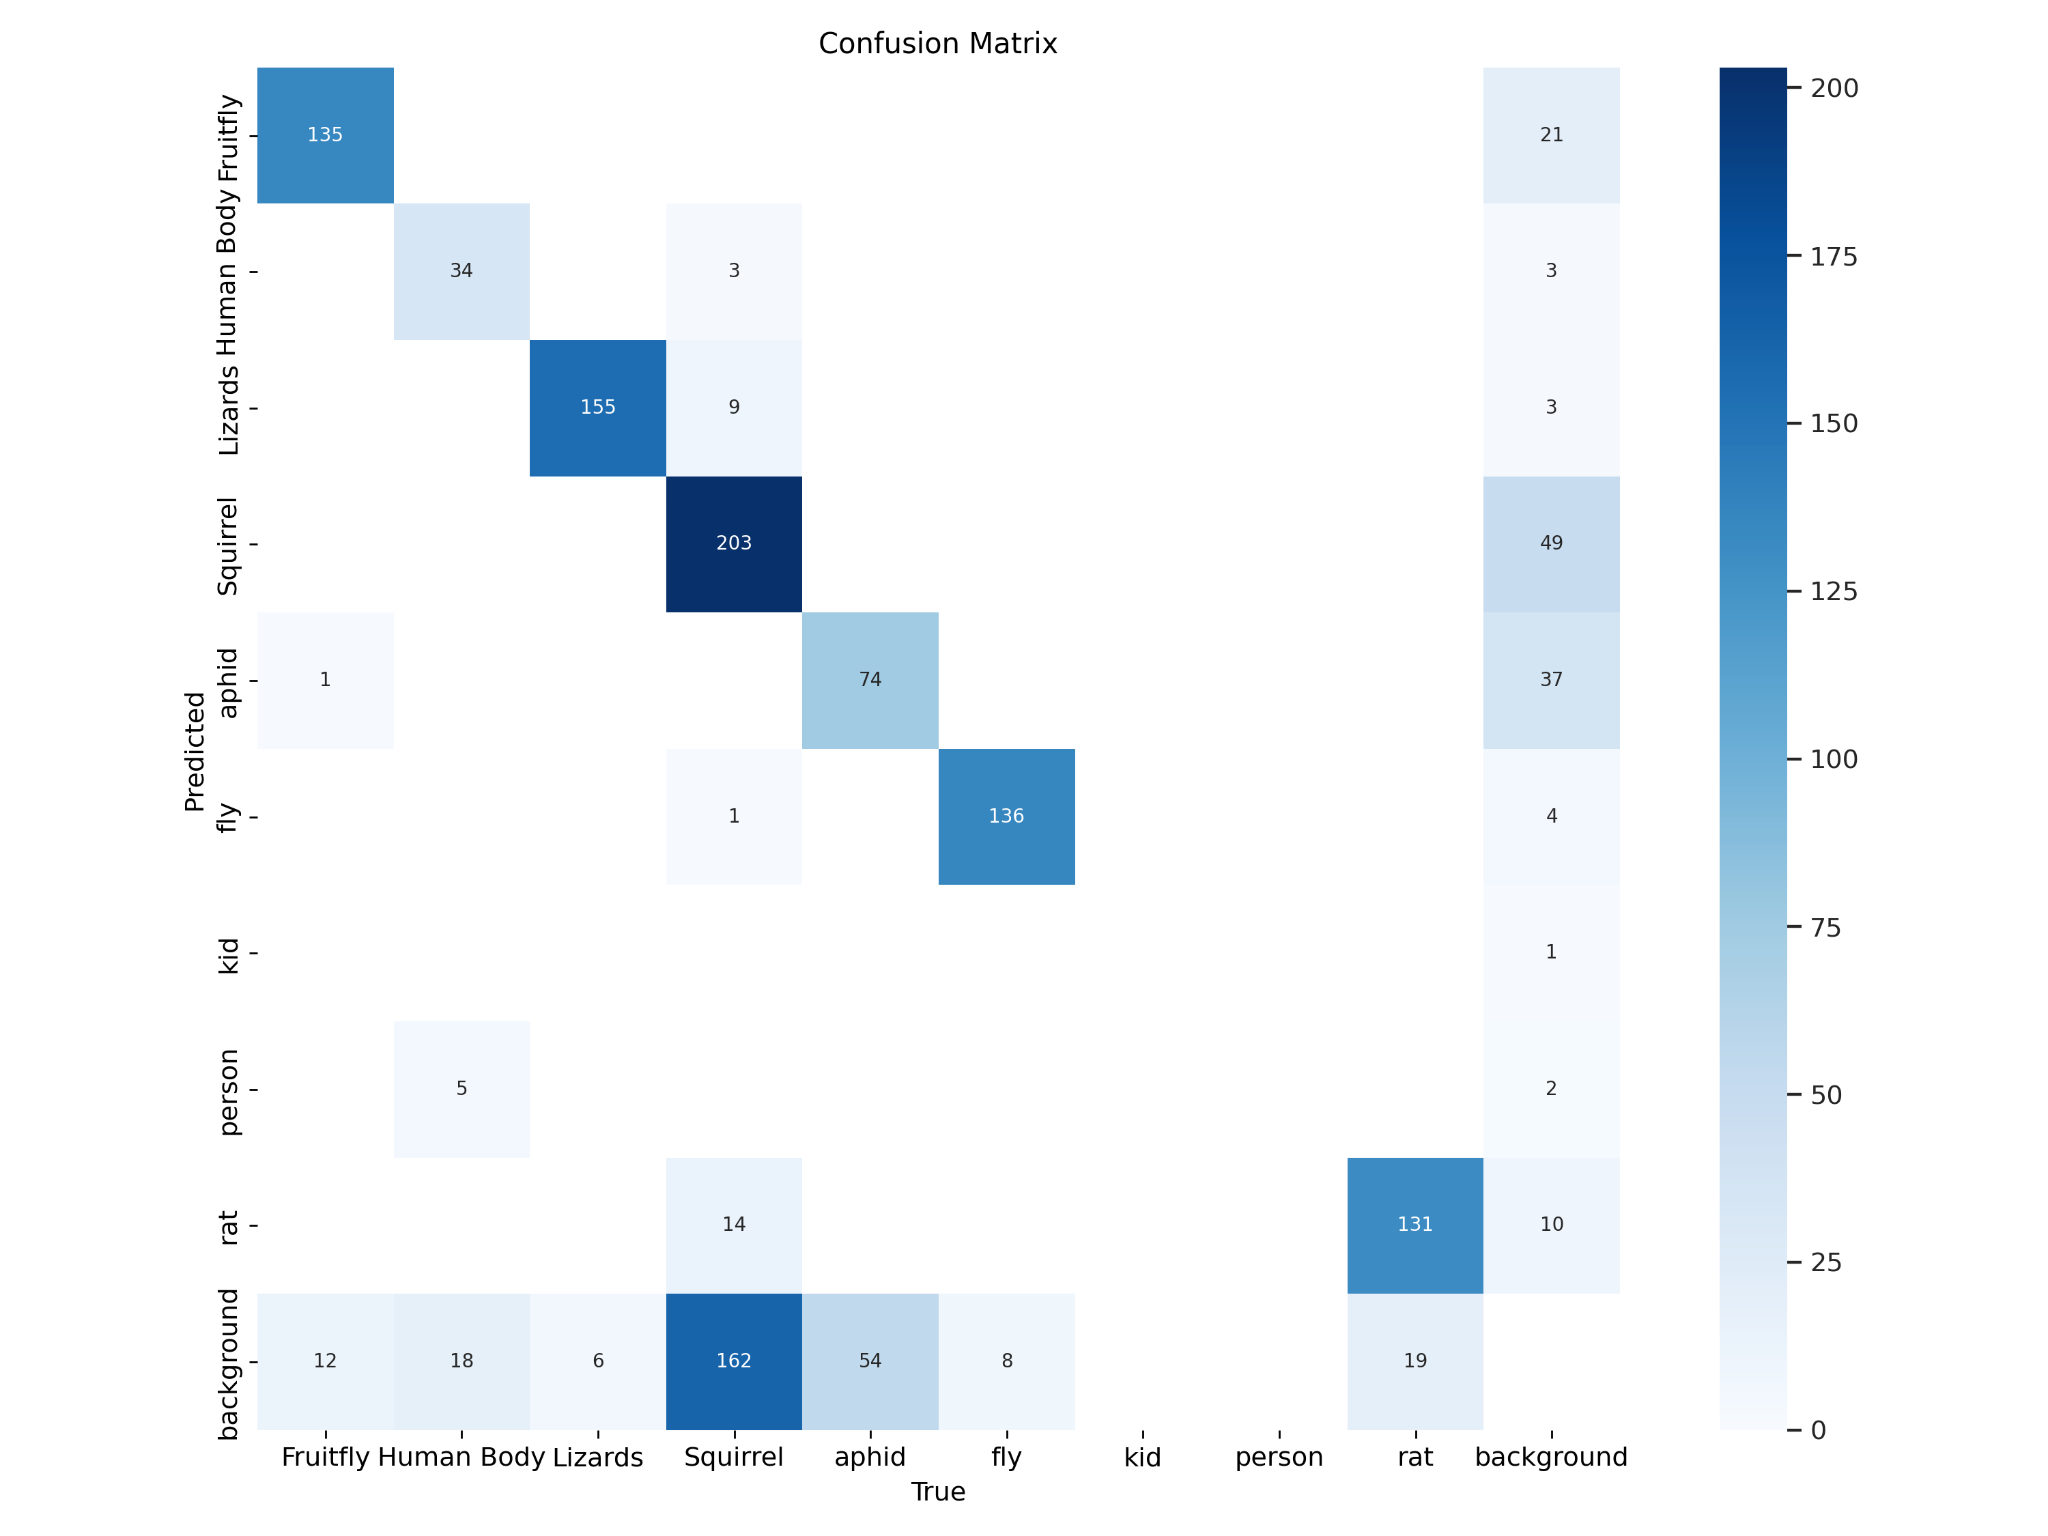 Confusion Matrix
Predicted
Fruitfly
135
21
Human Body
34
3
3
Lizards
155
9
3
Squirrel
203
49
aphid
1
74
37
fly
1
136
4
kid
1
person
5
2
rat
14
131
10
background
12
18
6
162
54
8
19
Fruitfly Human Body Lizards Squirrel aphid fly kid person rat background
True
200
175
150
125
100
75
50
25
0